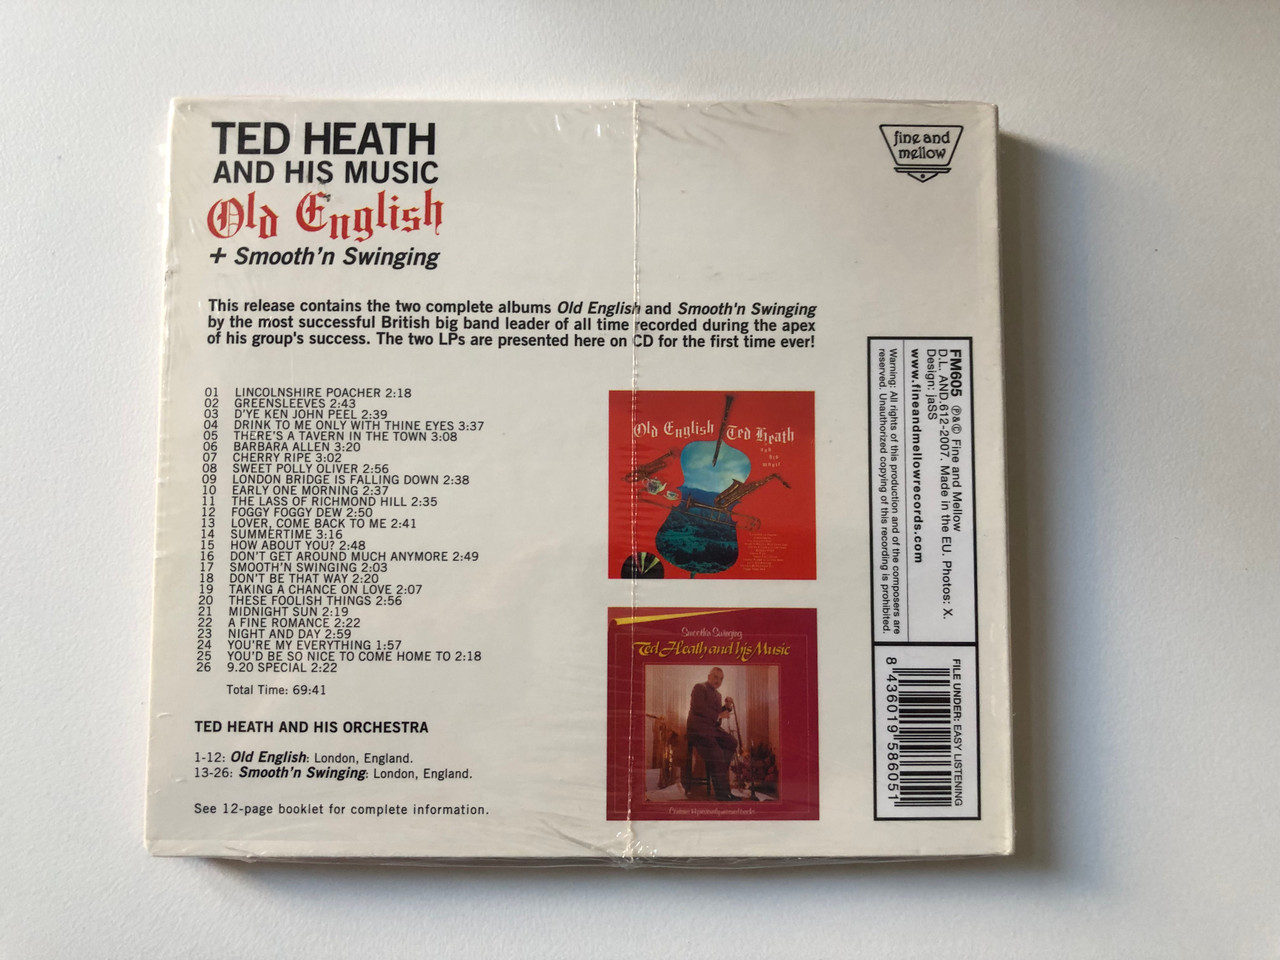 TED HEATH
AND HIS MUSIC
Old English
+ Smooth'n Swinging
fine and
mellow
This release contains the two complete albums Old English and Smooth'n Swinging
by the most successful British big band leader of all time recorded during the apex
of his group's success. The two LPs are presented here on CD for the first time ever!
01 LINCOLNSHIRE POACHER 2:18
02 GREENSLEEVES 2:43
03 D'YE KEN JOHN PEEL 2:39
04 DRINK TO ME ONLY WITH THINE EYES 3:37
05 THERE'S A TAVERN IN THE TOWN 3:08
06 BARBARA ALLEN 3:20
07 CHERRY RIPE 3:02
08 SWEET POLLY OLIVER 2:56
09 LONDON BRIDGE IS FALLING DOWN 2:38
10 EARLY ONE MORNING 2:37
11 THE LASS OF RICHMOND HILL 2:35
12 FOGGY FOGGY DEW 2:50
13 LOVER, COME BACK TO ME 2:41
14 SUMMERTIME 3:16
15 HOW ABOUT YOU? 2:48
16 DON'T GET AROUND MUCH ANYMORE 2:49
17 SMOOTH'N SWINGING 2:03
18 DON'T BE THAT WAY 2:20
19 TAKING A CHANCE ON LOVE 2:07
20 THESE FOOLISH THINGS 2:56
21 MIDNIGHT SUN 2:19
22 A FINE ROMANCE 2:22
23 NIGHT AND DAY 2:59
24 YOU'RE MY EVERYTHING 1:57
25 YOU'D BE SO NICE TO COME HOME TO 2:18
26 9.20 SPECIAL 2:22
Total Time: 69:41
TED HEATH AND HIS ORCHESTRA
1-12: Old English: London, England.
13-26: Smooth'n Swinging: London, England.
See 12-page booklet for complete information.
Old English Ted Heath
and his
music
Smooth'n Swinging
Ted Heath and his Music
FM605 ℗&© Fine and Mellow
D.L. AND.612-2007. Made in the EU. Photos: X.
Design: jaSS
www.fineandmellowrecords.com
Warning: All rights of this production and of the composers are
reserved. Unauthorized copying of this recording is prohibited.
FILE UNDER: EASY LISTENING
8 436019 586051